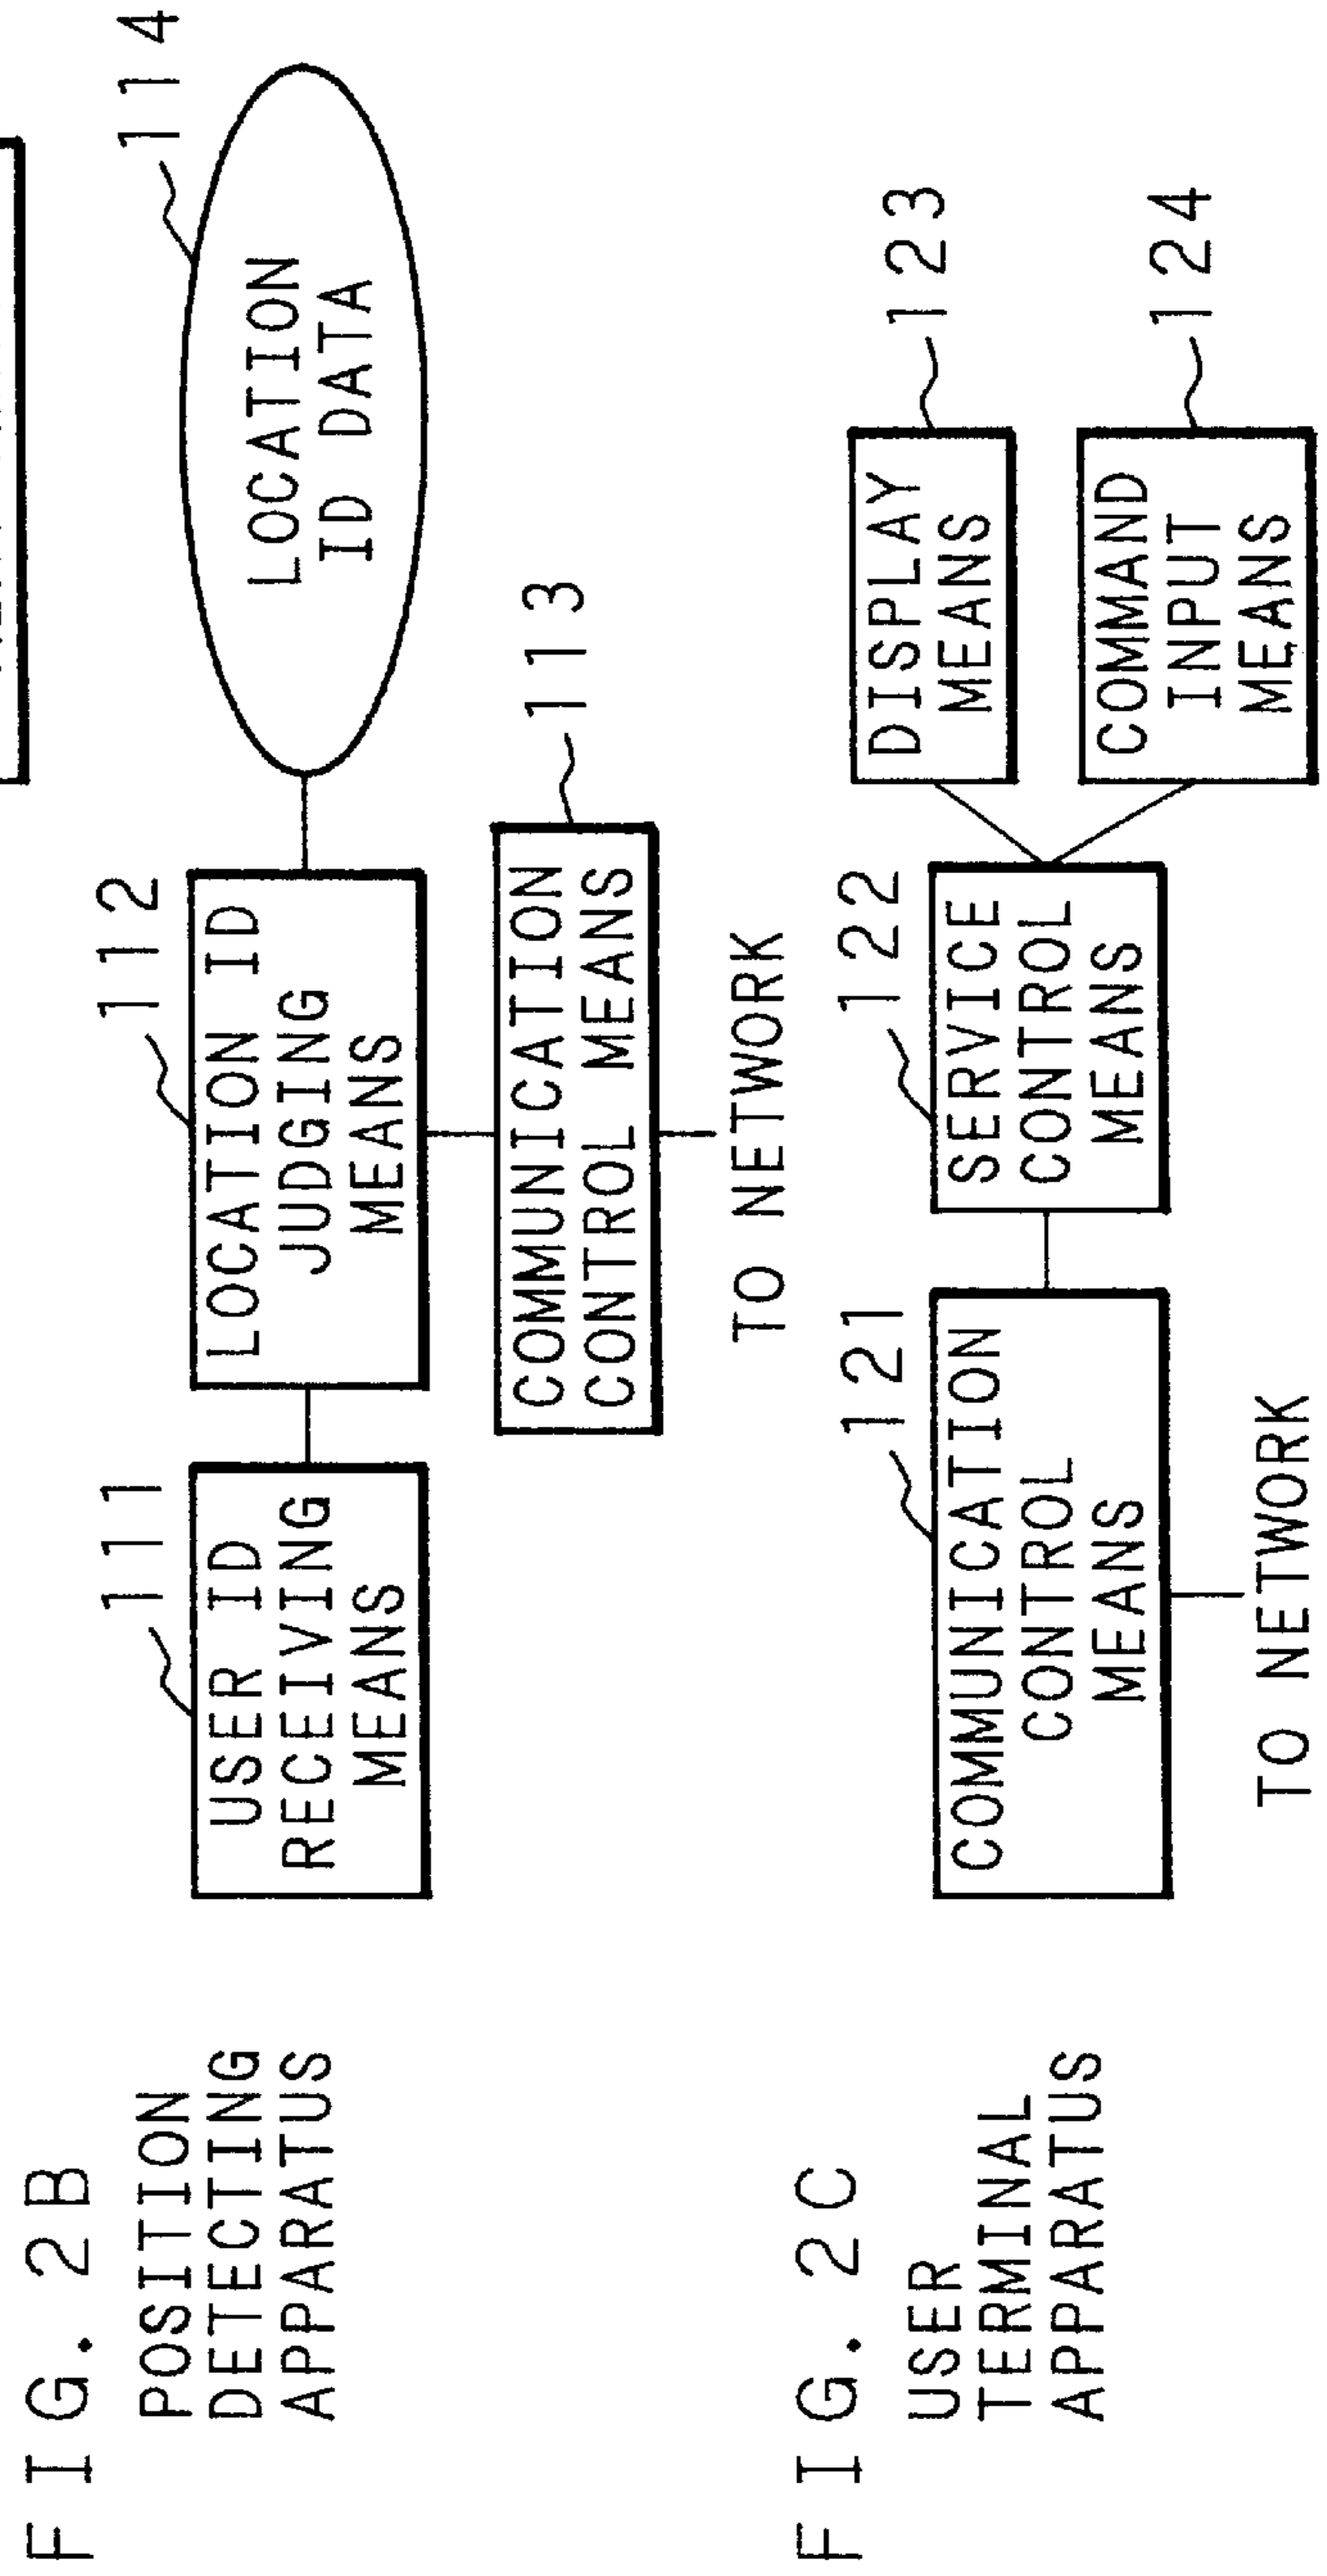 FIG. 2B
POSITION
DETECTING
APPARATUS
111
USER ID
RECEIVING
MEANS
112
LOCATION ID
JUDGING
MEANS
114
LOCATION
ID DATA
113
COMMUNICATION
CONTROL MEANS
TO NETWORK
FIG. 2C
USER
TERMINAL
APPARATUS
121
COMMUNICATION
CONTROL
MEANS
TO NETWORK
122
SERVICE
CONTROL
MEANS
123
DISPLAY
MEANS
124
COMMAND
INPUT
MEANS